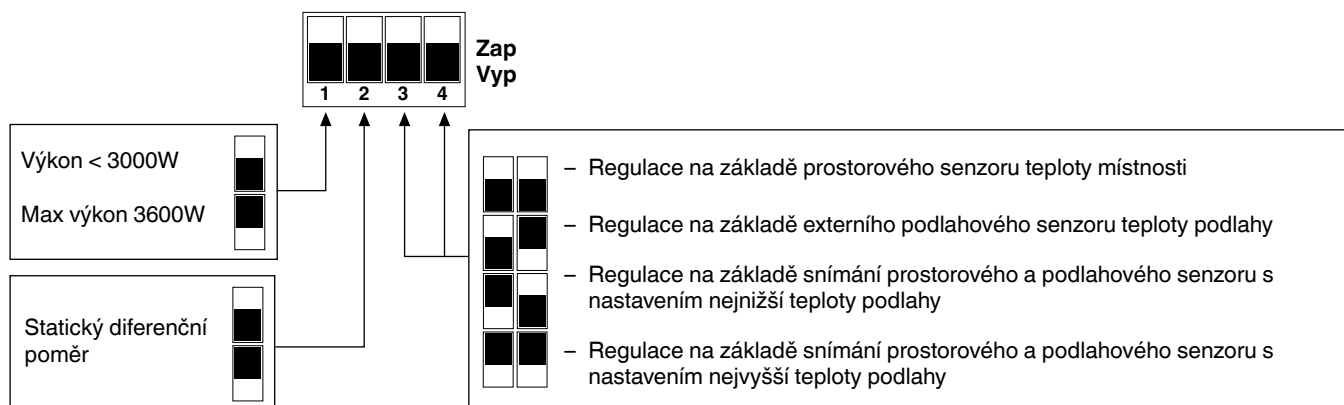 Zap
Vyp
1 2 3 4
Výkon < 3000W
Max výkon 3600W
Statický diferenční
poměr
– Regulace na základě prostorového senzoru teploty místnosti
– Regulace na základě externího podlahového senzoru teploty podlahy
– Regulace na základě snímání prostorového a podlahového senzoru s
nastavením nejnižší teploty podlahy
– Regulace na základě snímání prostorového a podlahového senzoru s
nastavením nejvyšší teploty podlahy